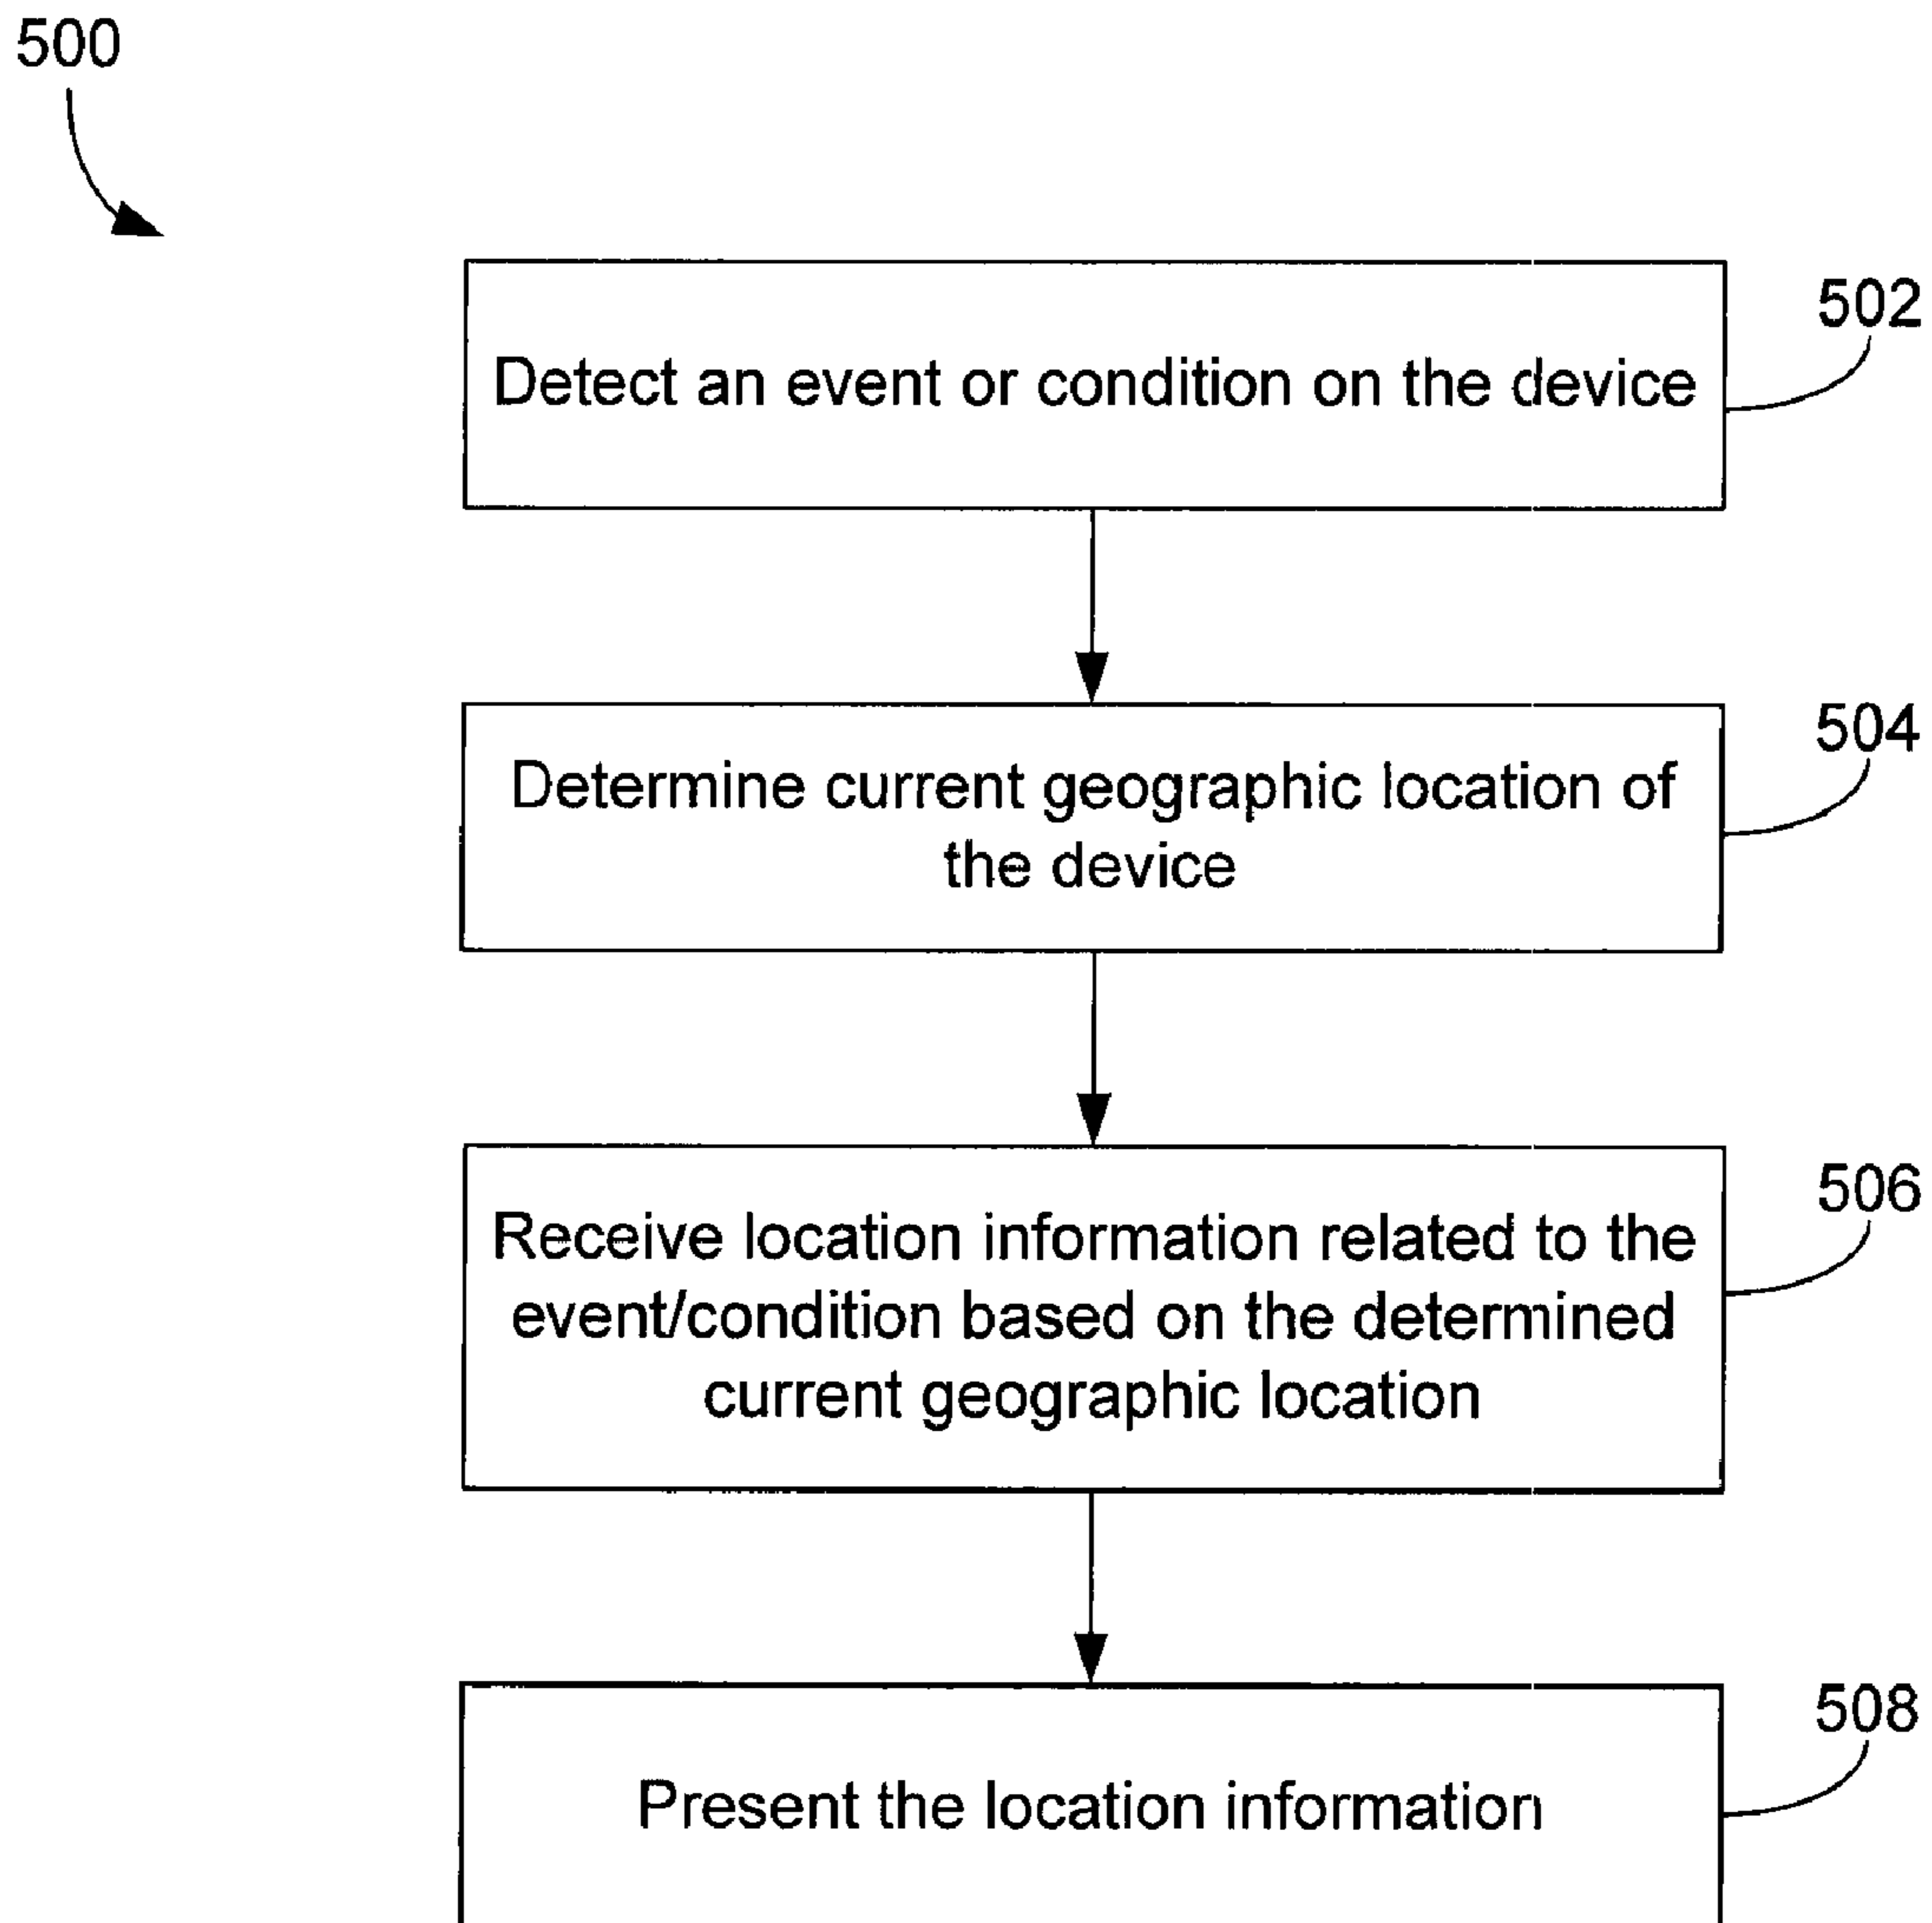 500
502
Detect an event or condition on the device
504
Determine current geographic location of
the device
506
Receive location information related to the
event/condition based on the determined
current geographic location
508
Present the location information